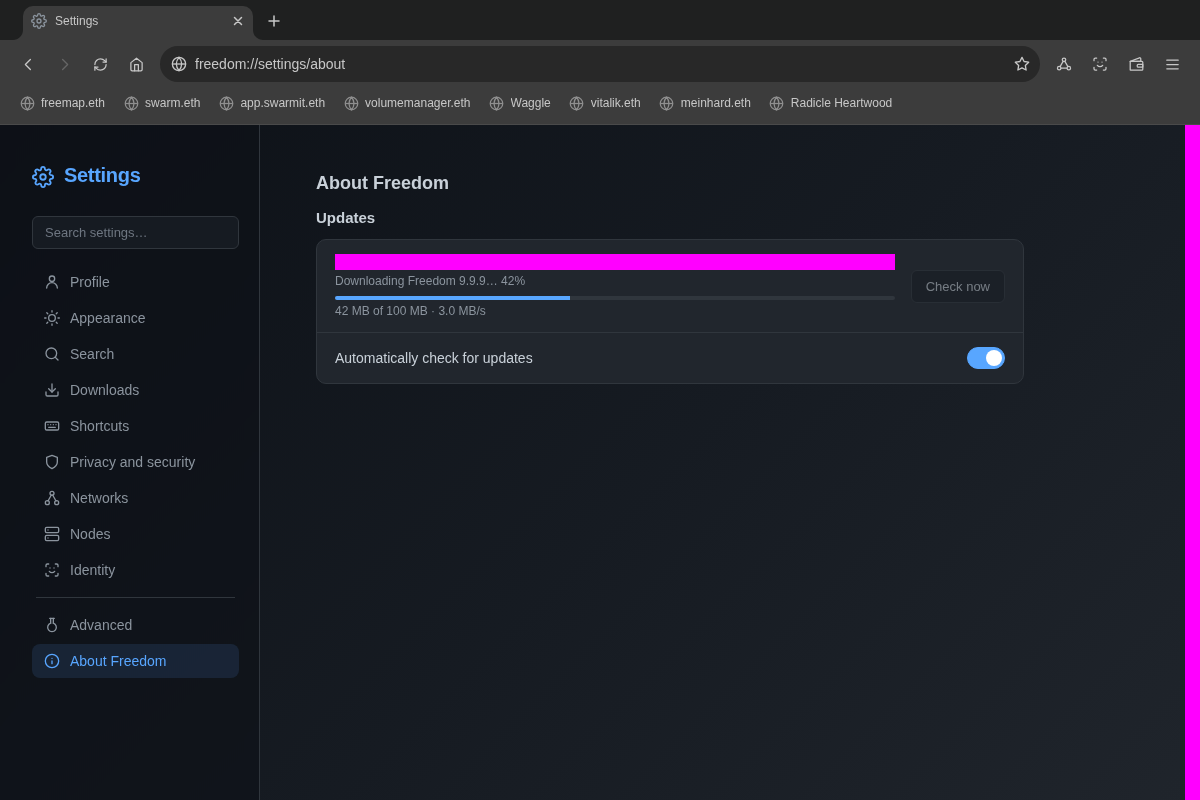 Settings
freedom://settings/about
freemap.eth
swarm.eth
app.swarmit.eth
volumemanager.eth
Waggle
vitalik.eth
meinhard.eth
Radicle Heartwood
Settings
Search settings…
Profile
Appearance
Search
Downloads
Shortcuts
Privacy and security
Networks
Nodes
Identity
Advanced
About Freedom
About Freedom
Updates
Downloading Freedom 9.9.9… 42%
42 MB of 100 MB · 3.0 MB/s
Check now
Automatically check for updates